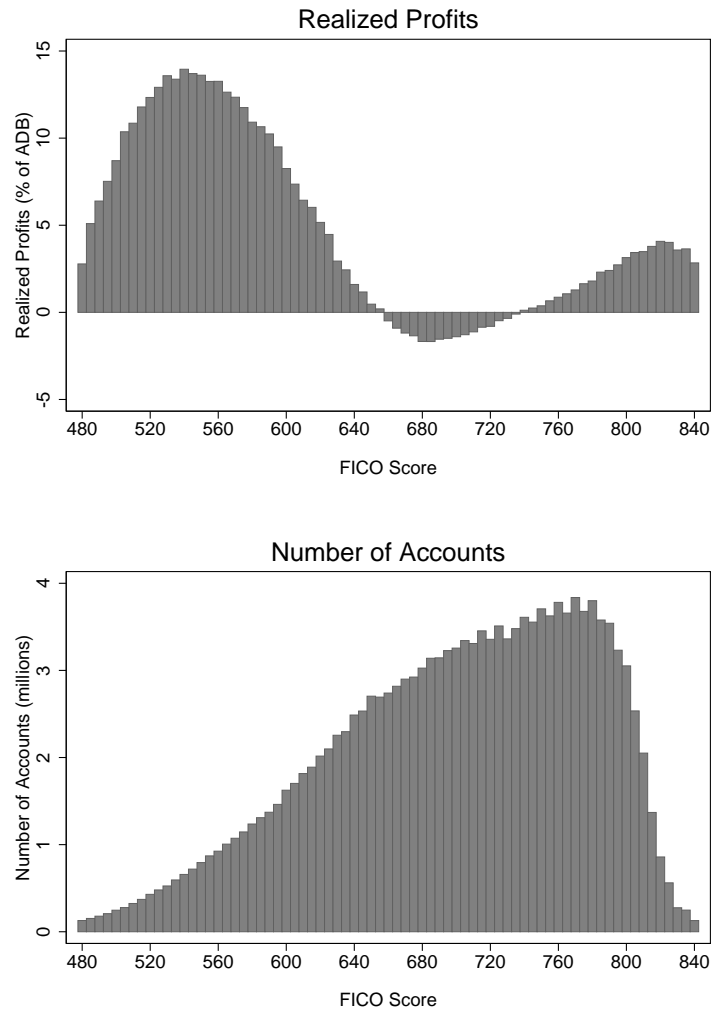 Realized Profits
Realized Profits (% of ADB)
15
10
5
0
-5
480 520 560 600 640 680 720 760 800 840
FICO Score
Number of Accounts
Number of Accounts (millions)
4
3
2
1
0
480 520 560 600 640 680 720 760 800 840
FICO Score